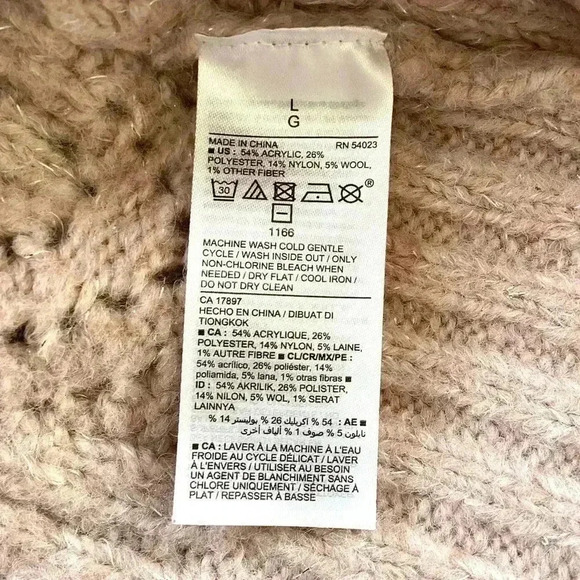 L
G
MADE IN CHINA RN 54023
■ US : 54% ACRYLIC, 26%
POLYESTER, 14% NYLON, 5% WOOL,
1% OTHER FIBER
30 ®
1166
MACHINE WASH COLD GENTLE
CYCLE / WASH INSIDE OUT / ONLY
NON-CHLORINE BLEACH WHEN
NEEDED / DRY FLAT / COOL IRON /
DO NOT DRY CLEAN
CA 17897
HECHO EN CHINA / DIBUAT DI
TIONGKOK
■ CA : 54% ACRYLIQUE, 26%
POLYESTER, 14% NYLON, 5% LAINE,
1% AUTRE FIBRE ■ CL/CR/MX/PE :
54% acrílico, 26% poliéster, 14%
poliamida, 5% lana, 1% otras fibras ■
ID : 54% AKRILIK, 26% POLISTER,
14% NILON, 5% WOL, 1% SERAT
LAINNYA
■ AE : 54 % اكريليك 26 % بوليستر 14 %
نايلون 5 % صوف 1 % ألياف أخرى
■ CA : LAVER À LA MACHINE À L'EAU
FROIDE AU CYCLE DÉLICAT / LAVER
À L'ENVERS / UTILISER AU BESOIN
UN AGENT DE BLANCHIMENT SANS
CHLORE UNIQUEMENT / SÉCHAGE À
PLAT / REPASSER À BASSE